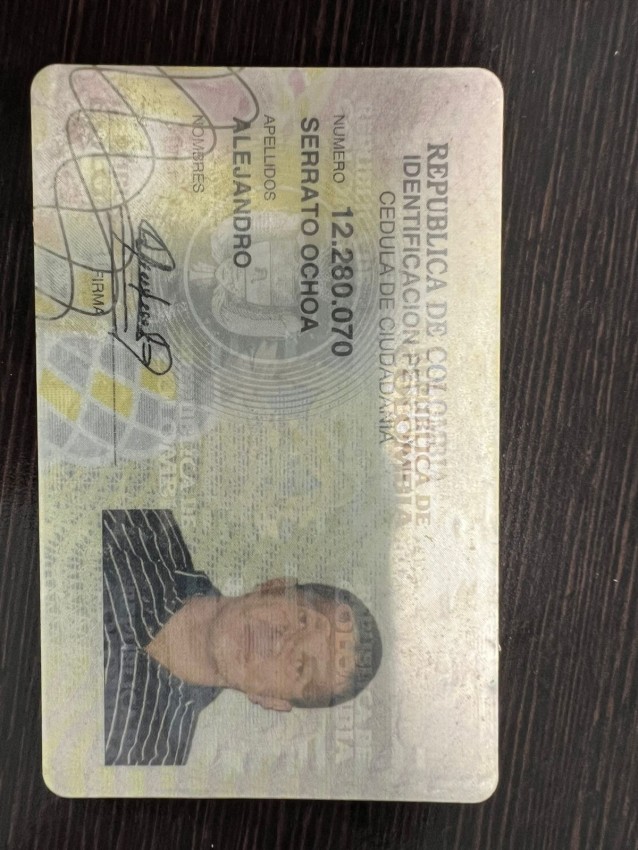 REPUBLICA DE COLOMBIA
IDENTIFICACION PERSONAL
CEDULA DE CIUDADANIA
NUMERO 12.280.070
SERRATO OCHOA
APELLIDOS
ALEJANDRO
NOMBRES
FIRMA